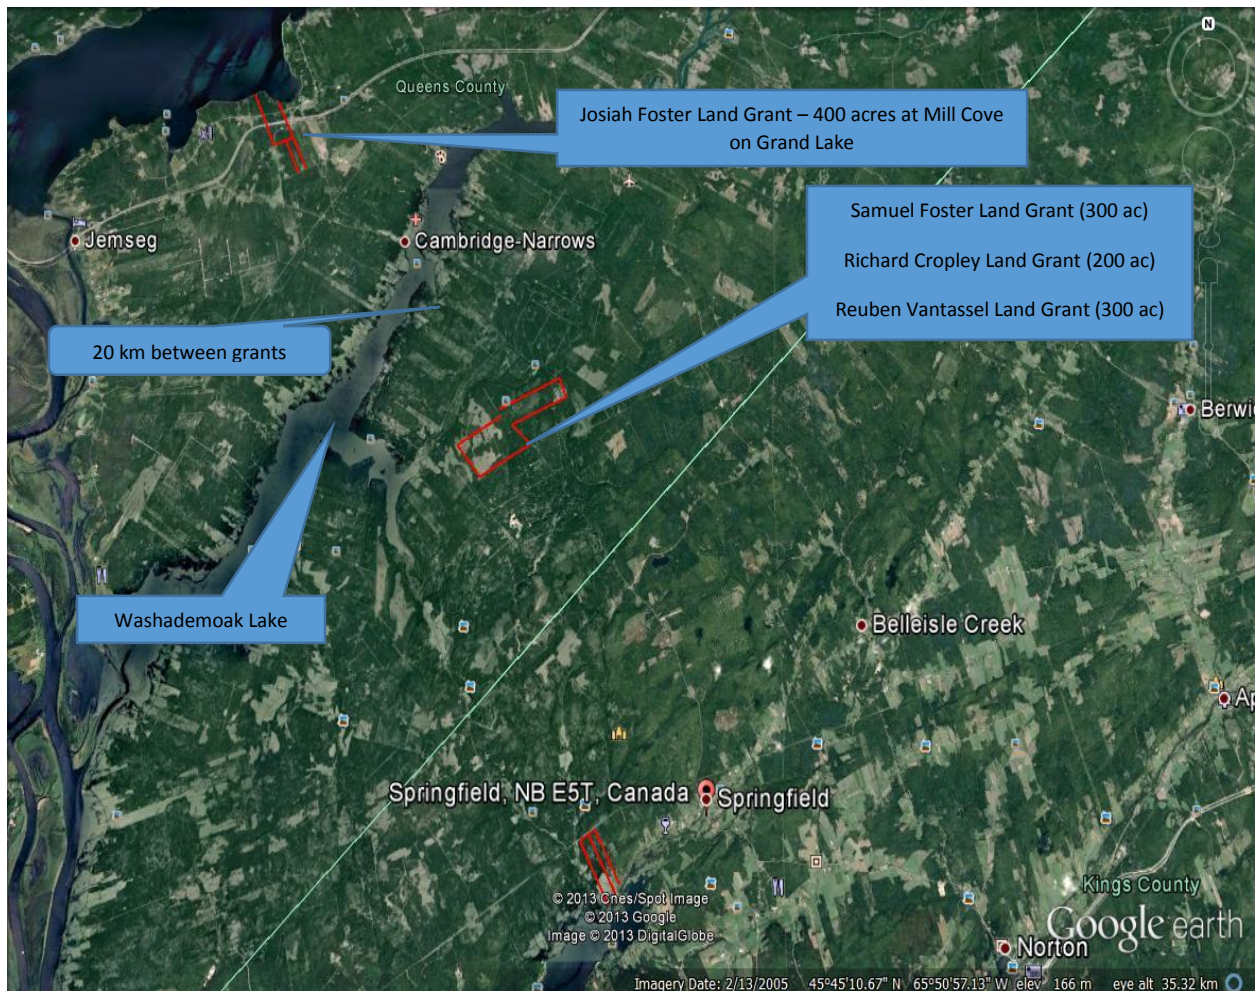 N
Queens County
Josiah Foster Land Grant – 400 acres at Mill Cove
on Grand Lake
Samuel Foster Land Grant (300 ac)
Richard Cropley Land Grant (200 ac)
Reuben Vantassel Land Grant (300 ac)
Jemseg
Cambridge-Narrows
20 km between grants
Berwi
Washademoak Lake
Belleisle Creek
Ap
Springfield, NB E5T, Canada
Springfield
Kings County
© 2013 Cnes/Spot Image
© 2013 Google
Image © 2013 DigitalGlobe
Google earth
Norton
Imagery Date: 2/13/2005 45°45'10.67" N 65°50'57.13" W elev 166 m eye alt 35.32 km